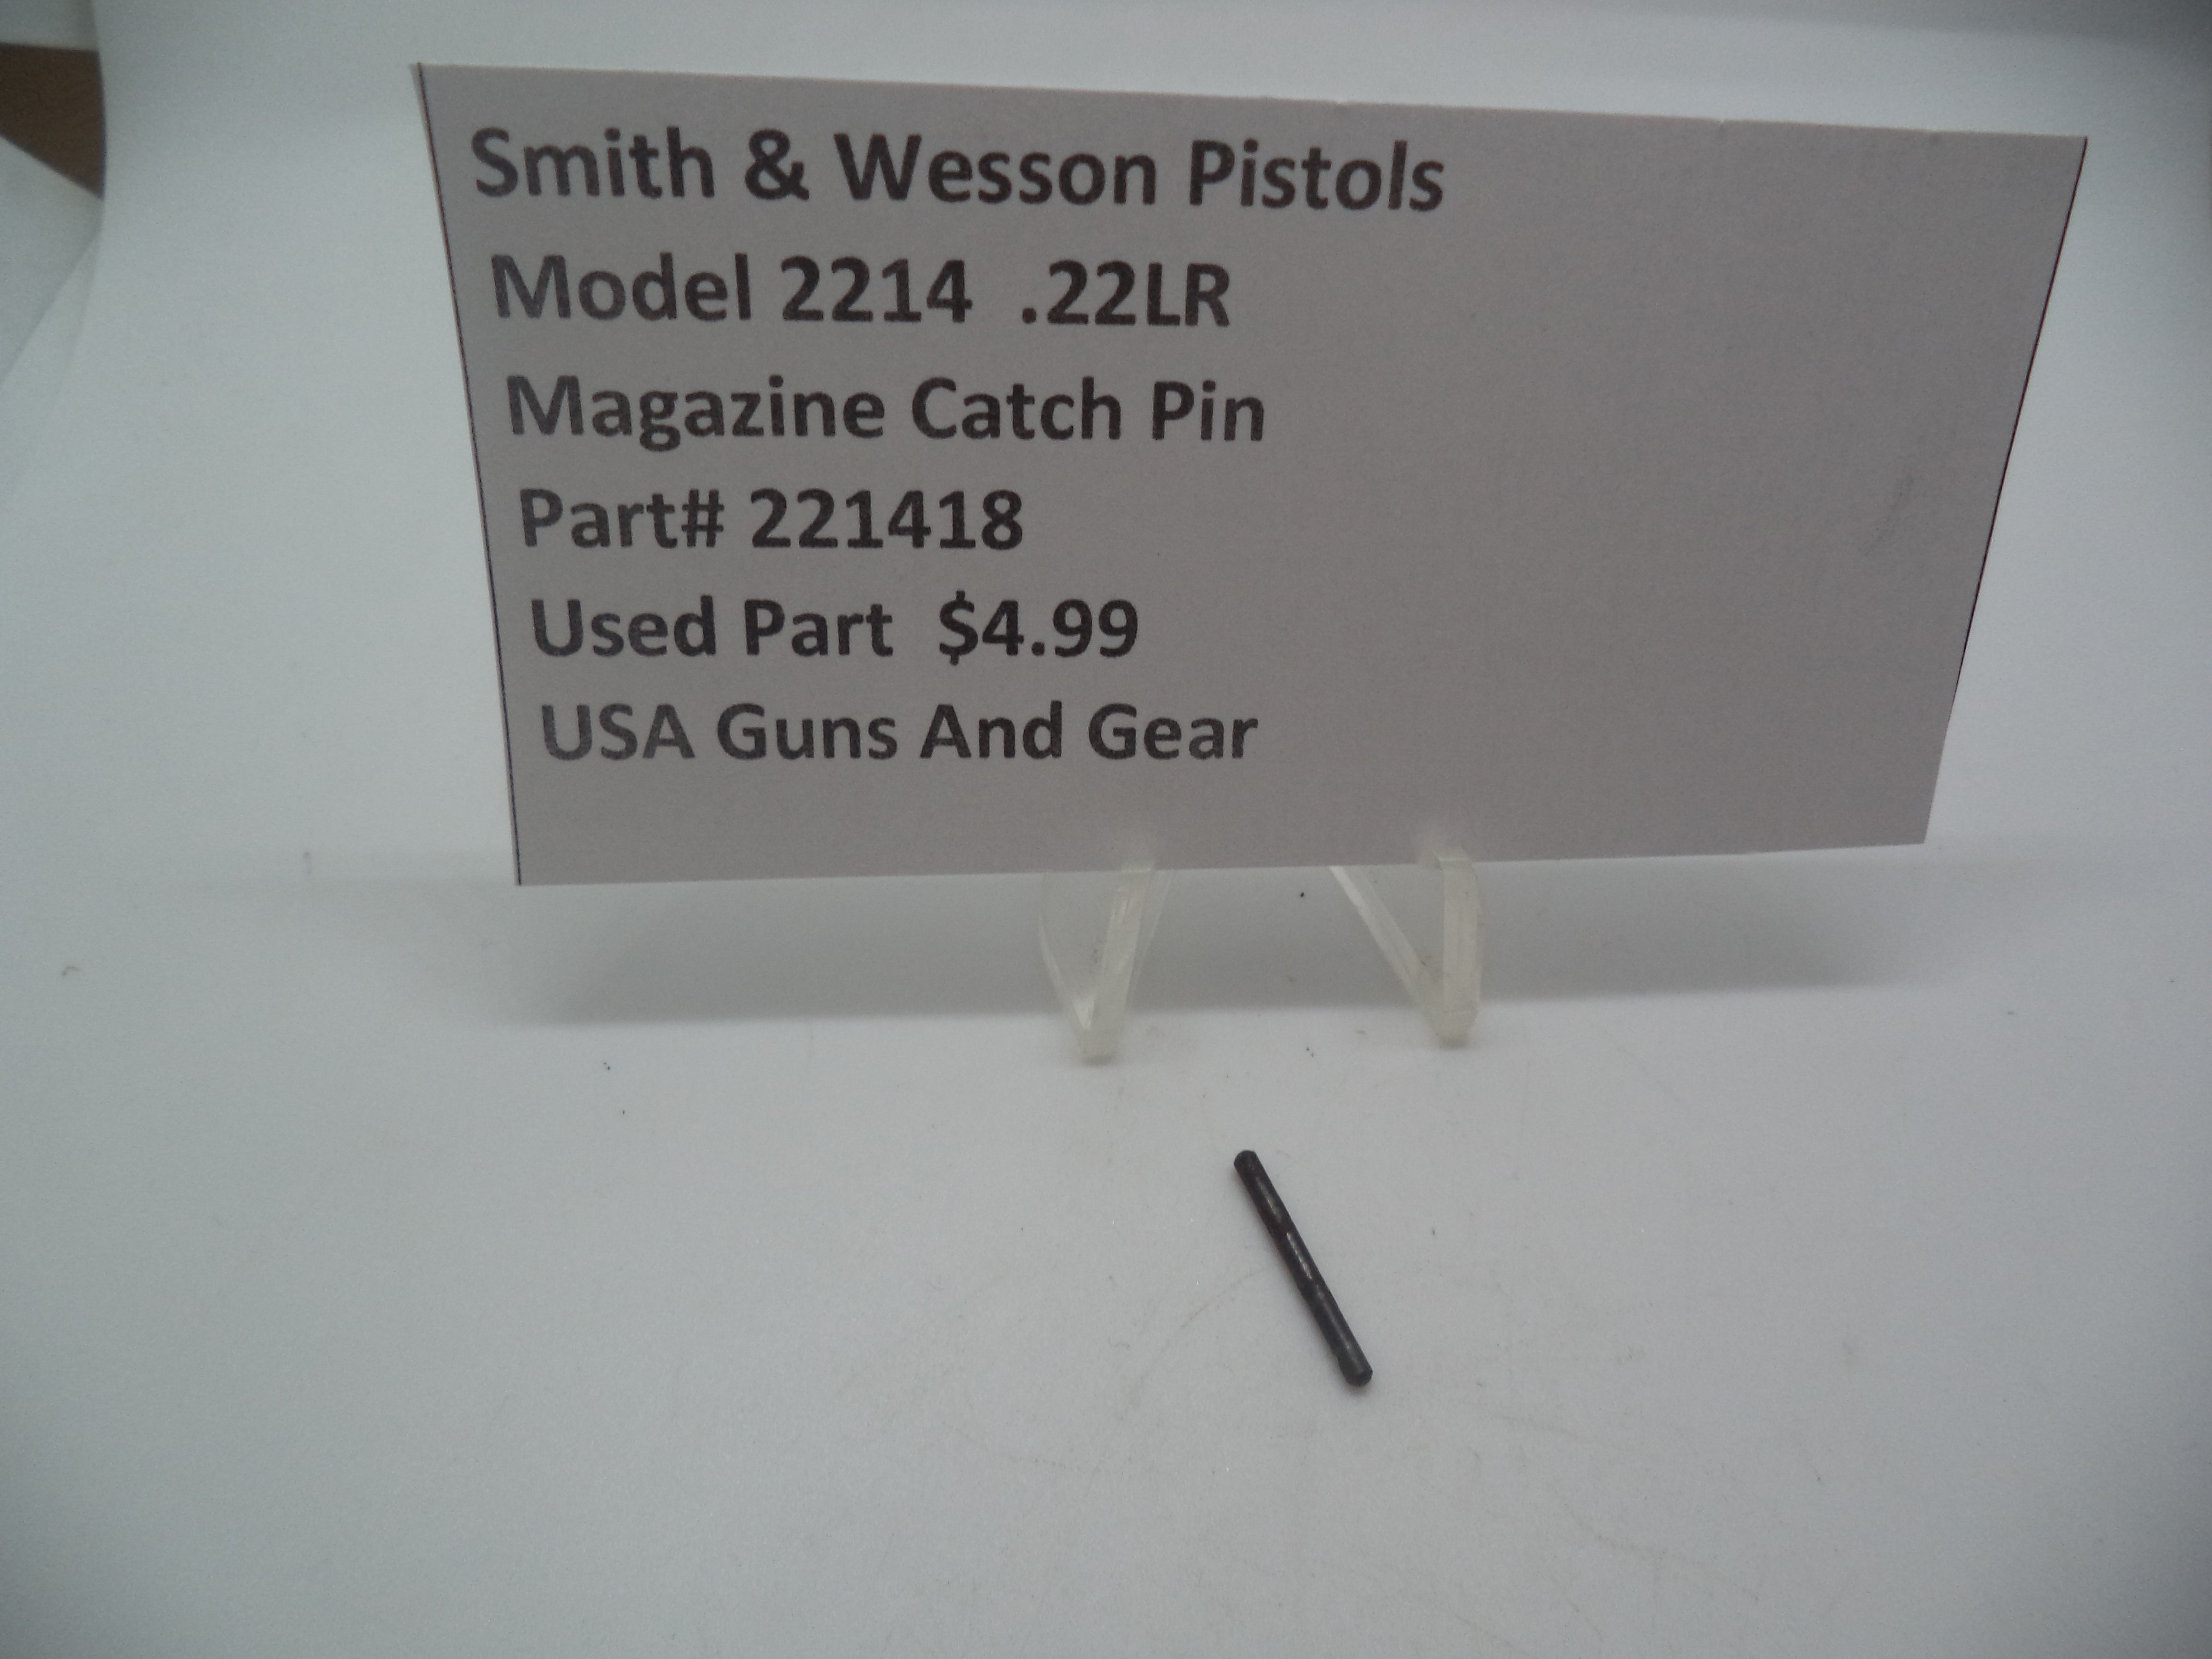 Smith & Wesson Pistols
Model 2214 .22LR
Magazine Catch Pin
Part# 221418
Used Part $4.99
USA Guns And Gear